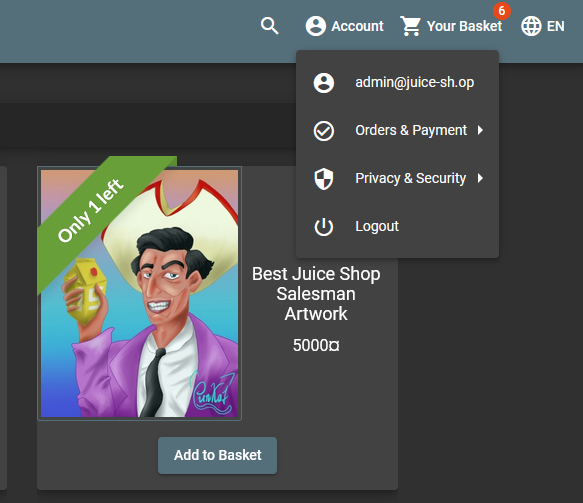 6
Account
Your Basket
EN
admin@juice-sh.op
Orders & Payment
Privacy & Security
Logout
Only 1 left
Best Juice Shop
Salesman
Artwork
5000¤
Add to Basket